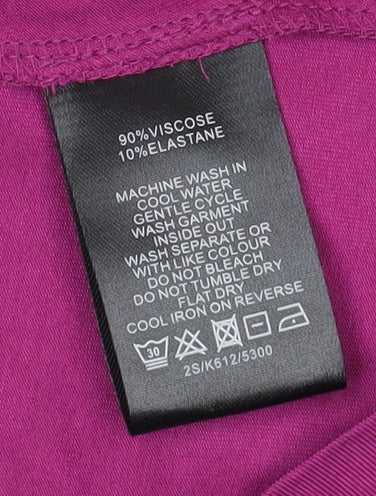 90%VISCOSE
10%ELASTANE
MACHINE WASH IN
COOL WATER
GENTLE CYCLE
WASH GARMENT
INSIDE OUT
WASH SEPARATE OR
WITH LIKE COLOUR
DO NOT BLEACH
DO NOT TUMBLE DRY
FLAT DRY
COOL IRON ON REVERSE
30
2S/K612/5300